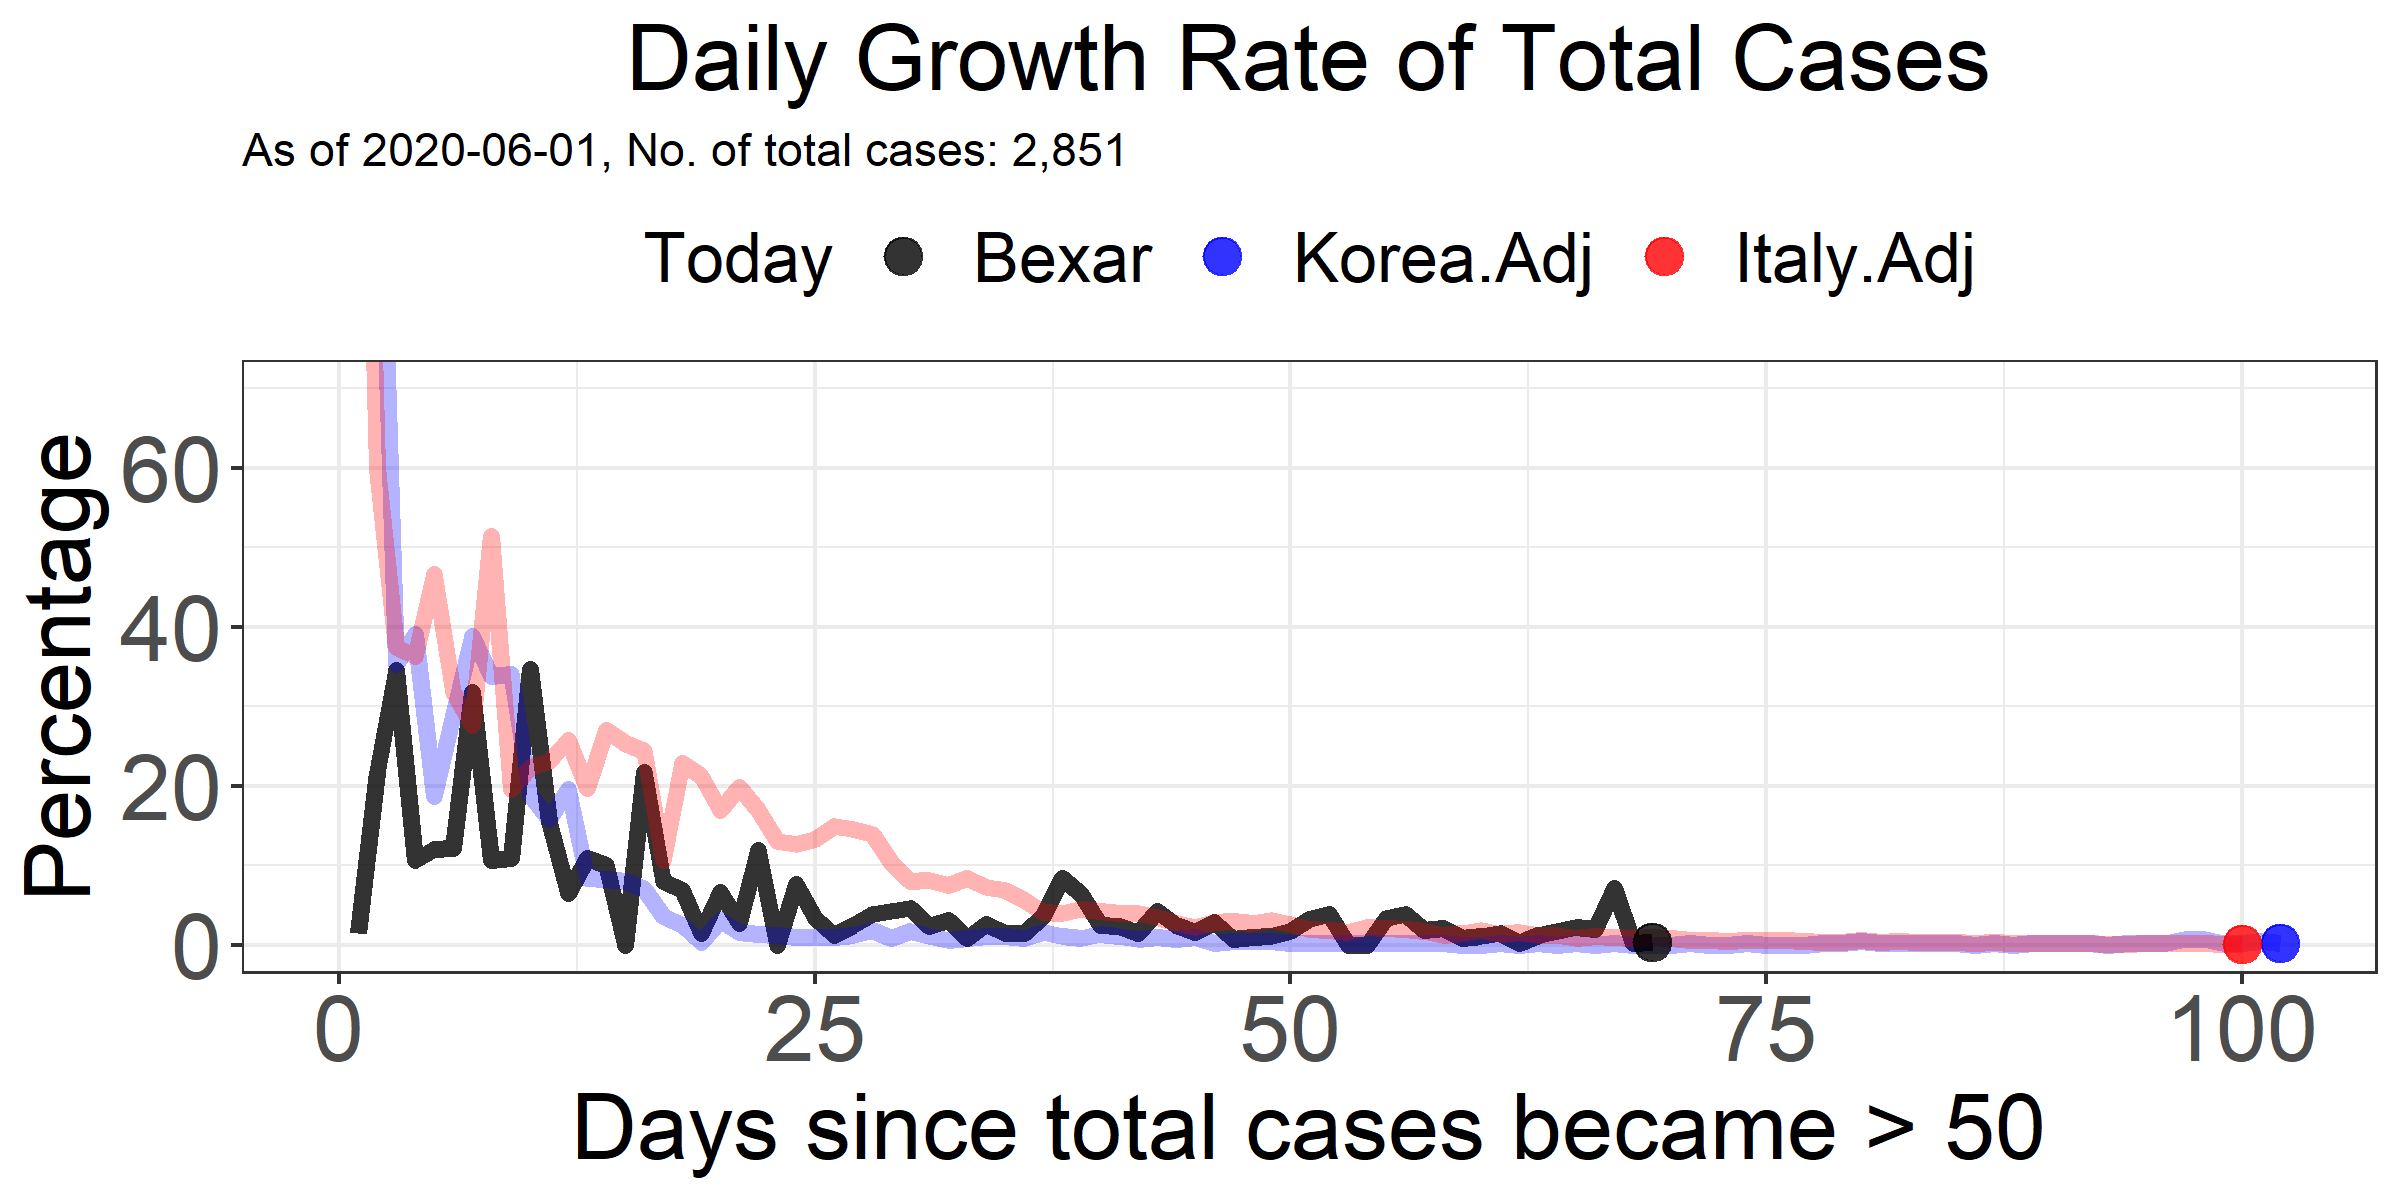 Daily Growth Rate of Total Cases
As of 2020-06-01, No. of total cases: 2,851
Today Bexar Korea.Adj Italy.Adj
Percentage
60
40
20
0
0 25 50 75 100
Days since total cases became > 50